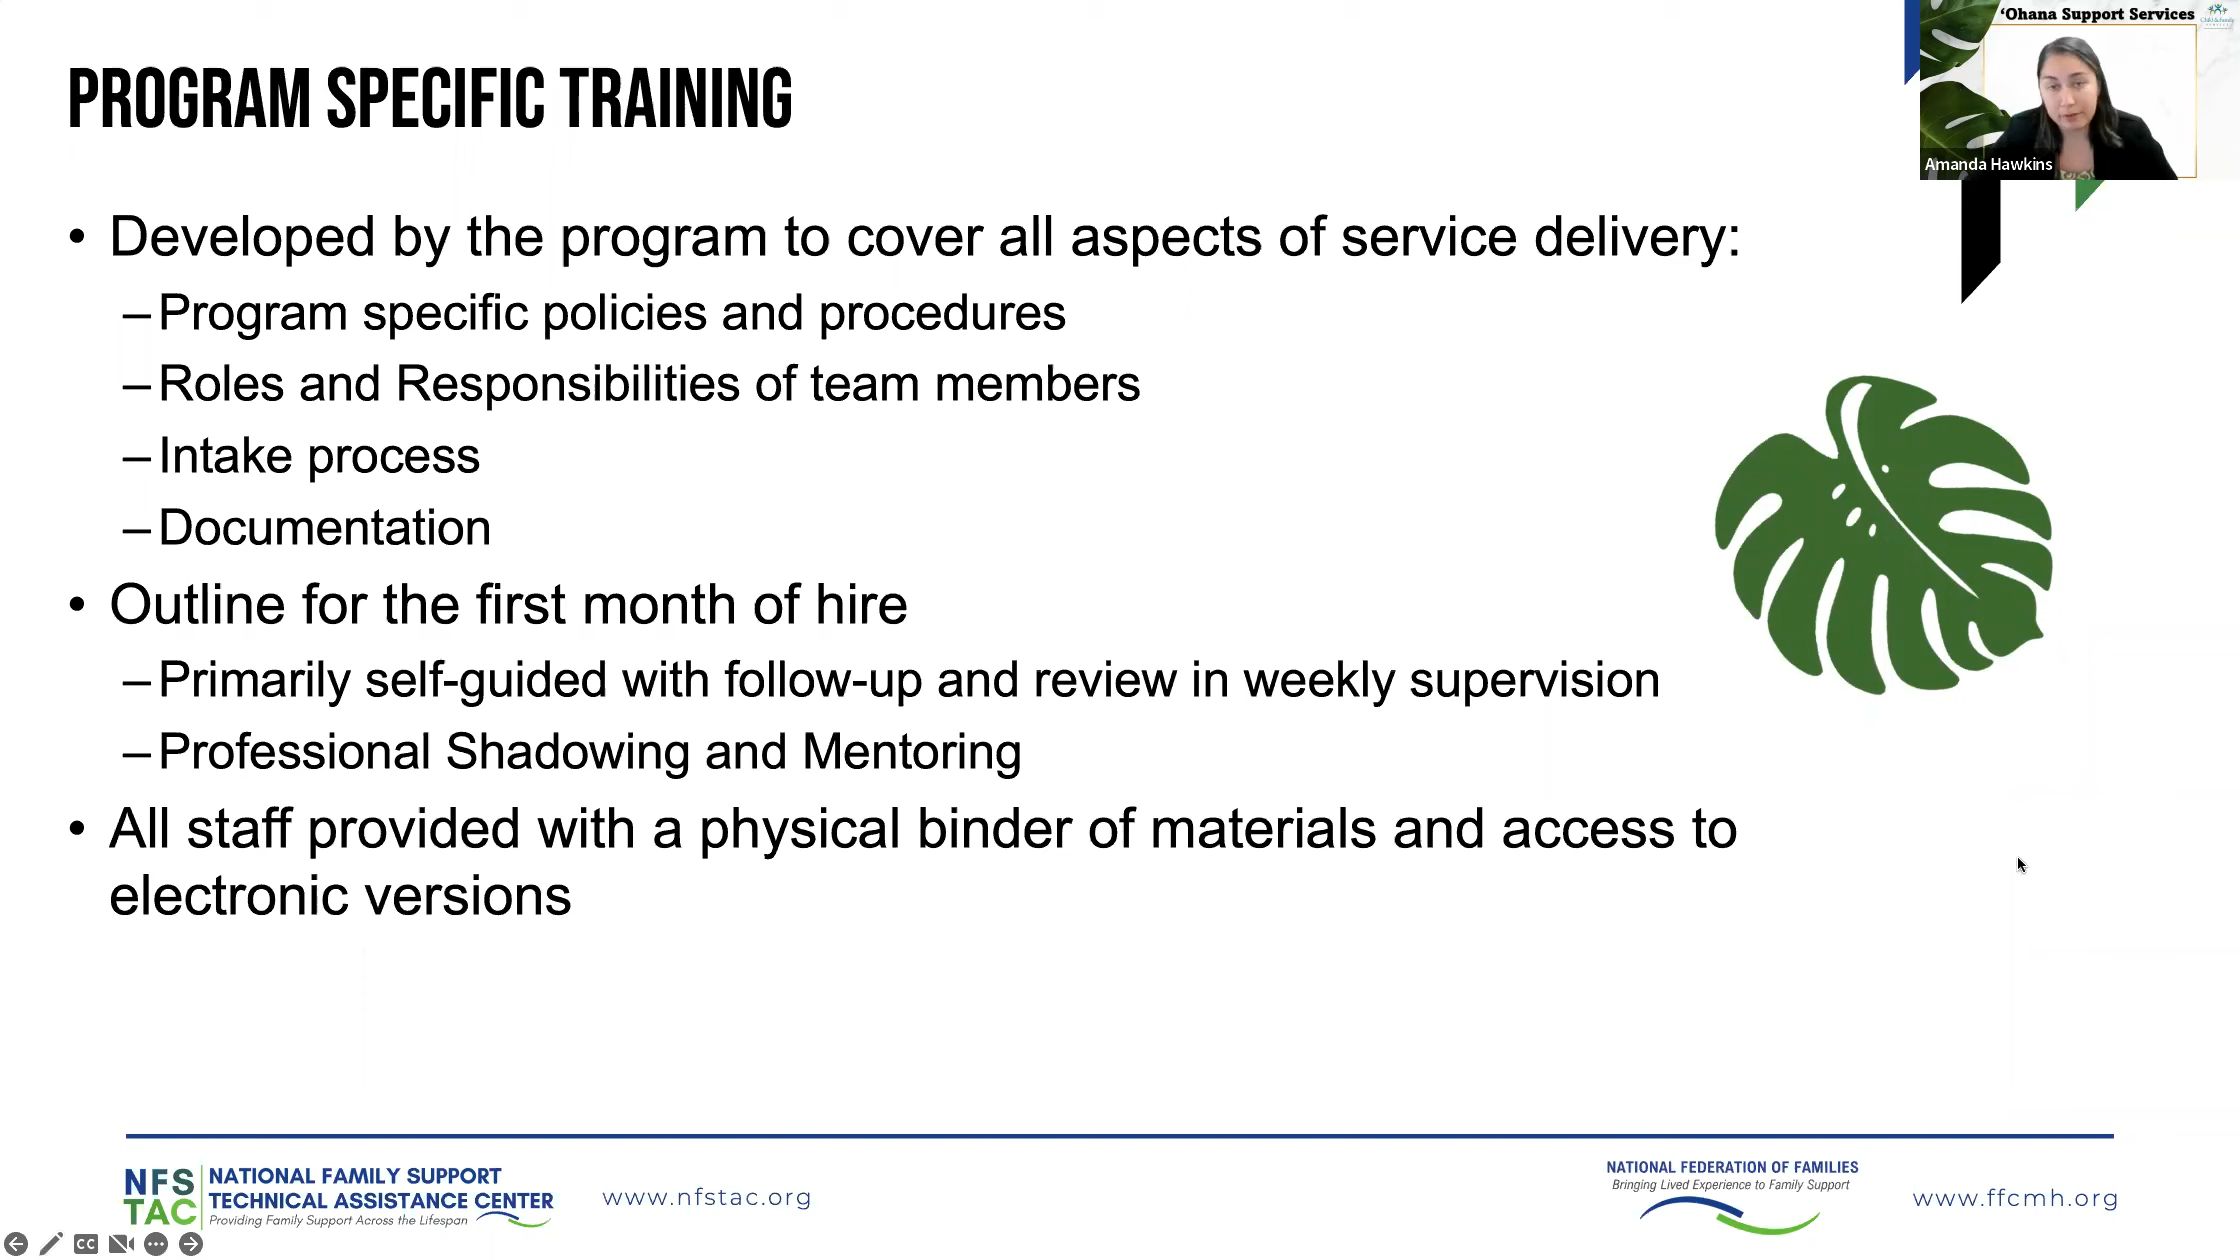 ‘Ohana Support Services
PROGRAM SPECIFIC TRAINING
Amanda Hawkins
• Developed by the program to cover all aspects of service delivery:
–Program specific policies and procedures
–Roles and Responsibilities of team members
–Intake process
–Documentation
• Outline for the first month of hire
–Primarily self-guided with follow-up and review in weekly supervision
–Professional Shadowing and Mentoring
• All staff provided with a physical binder of materials and access to
electronic versions
NFS
TAC
NATIONAL FAMILY SUPPORT
TECHNICAL ASSISTANCE CENTER
Providing Family Support Across the Lifespan
www.nfstac.org
NATIONAL FEDERATION OF FAMILIES
Bringing Lived Experience to Family Support
www.ffcmh.org
CC